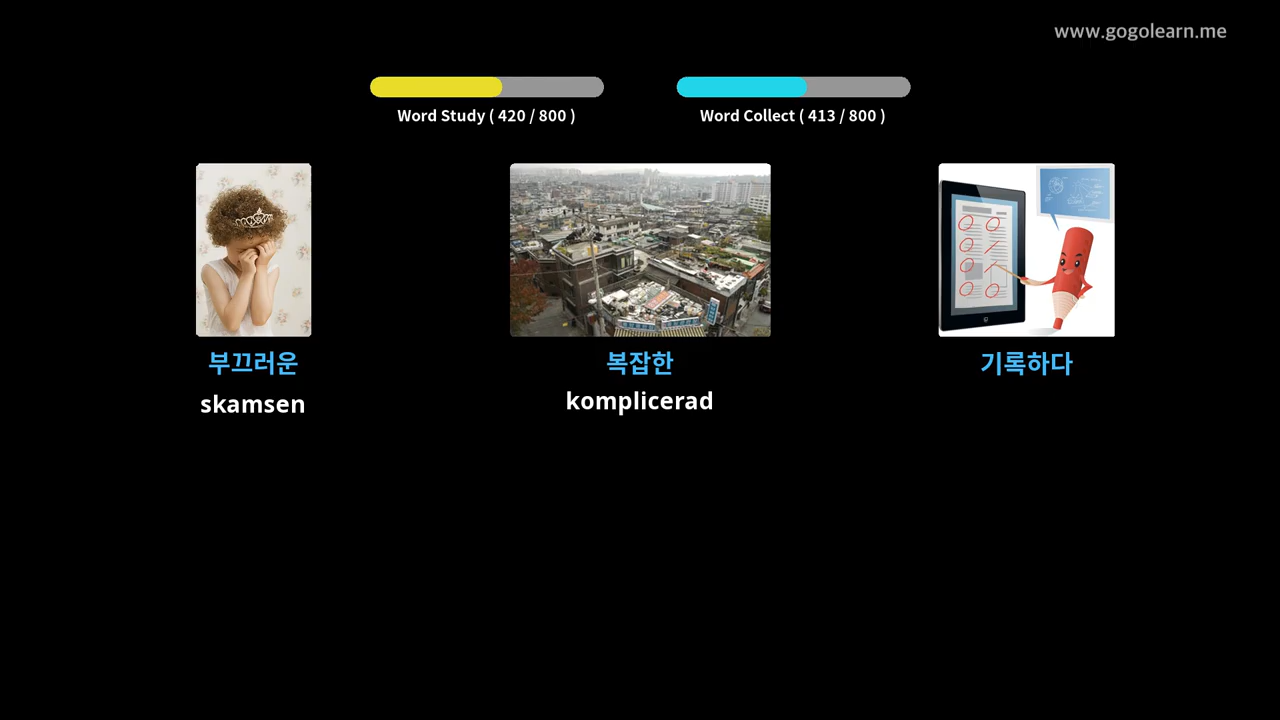 www.gogolearn.me
Word Study ( 420 / 800 )
Word Collect ( 413 / 800 )
부끄러운
복잡한
기록하다
skamsen
komplicerad